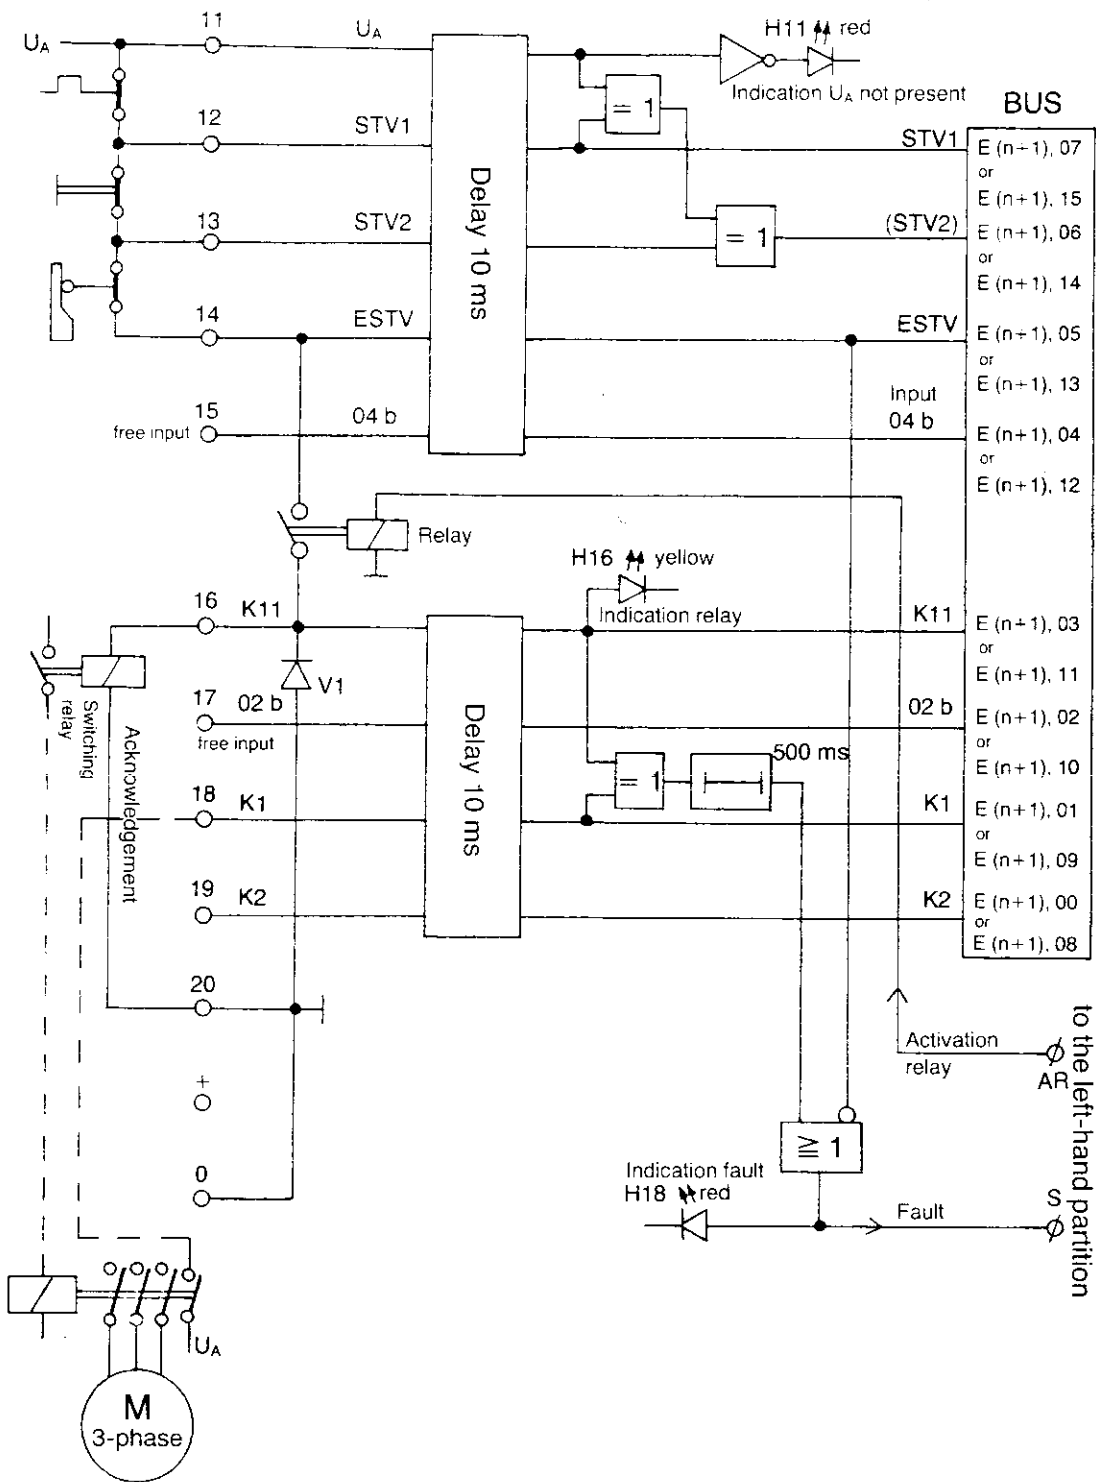 11
H11 red
U_A
U_A
Indication U_A not present
BUS
= 1
12
STV1
STV1
E (n+1), 07
or
E (n+1), 15
Delay 10 ms
13
STV2
= 1
(STV2)
E (n+1), 06
or
E (n+1), 14
14
ESTV
ESTV
E (n+1), 05
or
E (n+1), 13
15
free input
04 b
Input
04 b
E (n+1), 04
or
E (n+1), 12
Relay
H16 yellow
Indication relay
16
K11
K11
E (n+1), 03
or
E (n+1), 11
V1
Switching
relay
Acknowledgement
17
02 b
free input
Delay 10 ms
02 b
E (n+1), 02
or
E (n+1), 10
500 ms
= 1
18
K1
K1
E (n+1), 01
or
E (n+1), 09
19
K2
K2
E (n+1), 00
or
E (n+1), 08
20
Activation
relay
AR
to the left-hand partition
+
≧ 1
0
Indication fault
H18 red
Fault
S
U_A
M
3-phase